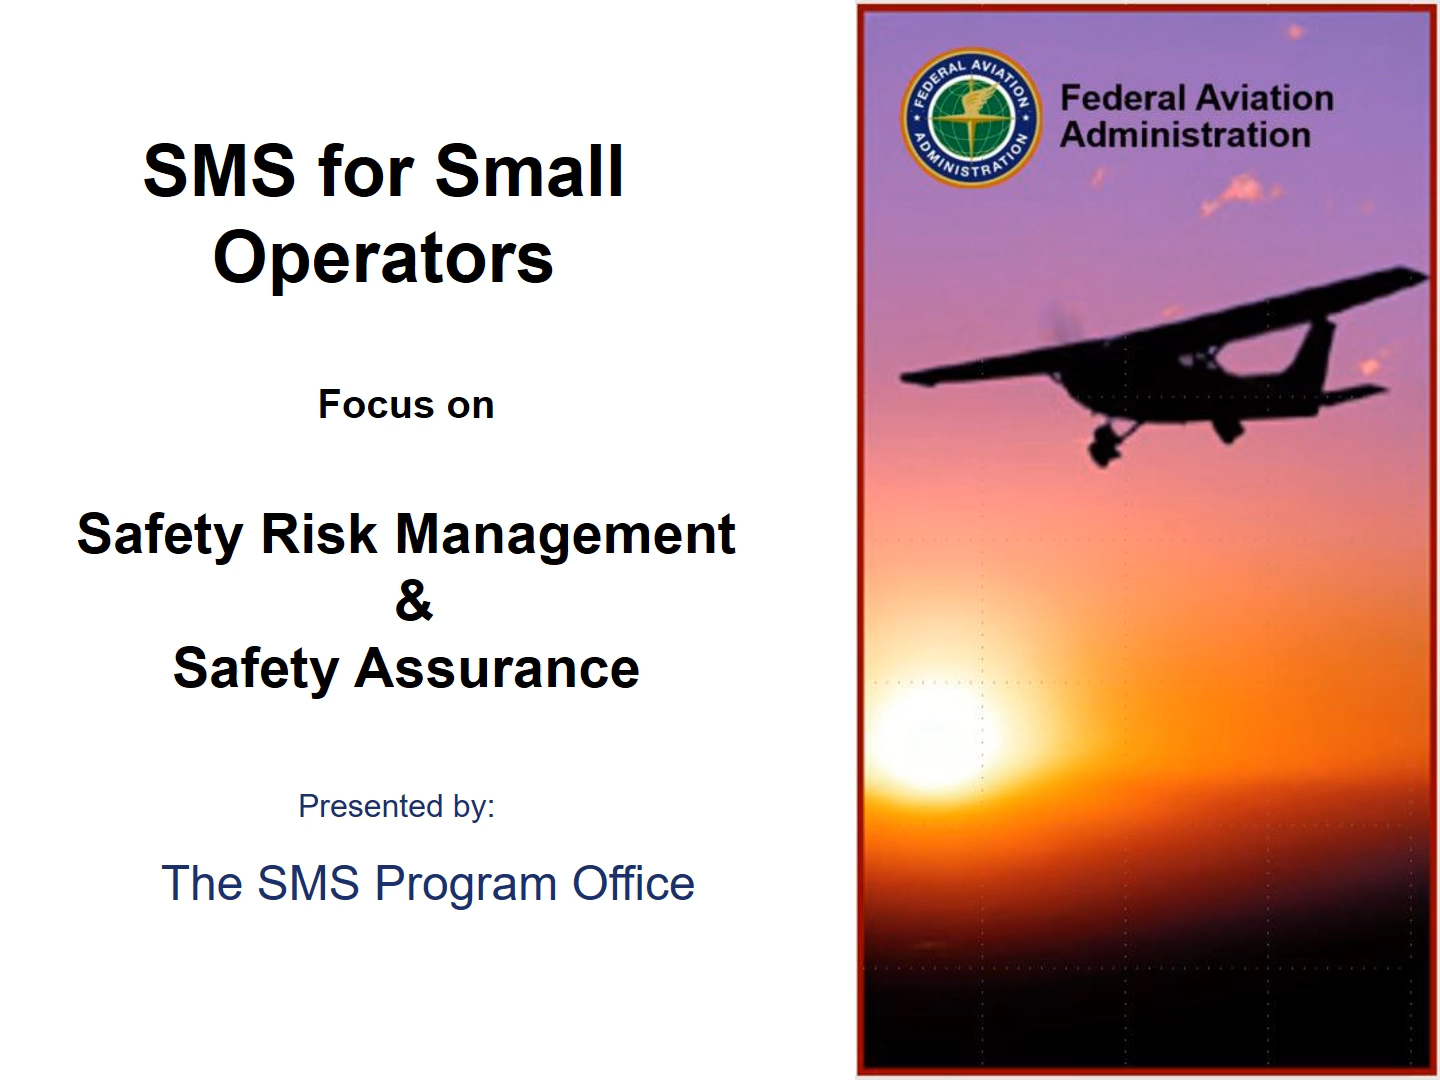 SMS for Small
Operators
Focus on
Safety Risk Management
&
Safety Assurance
Presented by:
The SMS Program Office
FEDERAL AVIATION
ADMINISTRATION
Federal Aviation
Administration